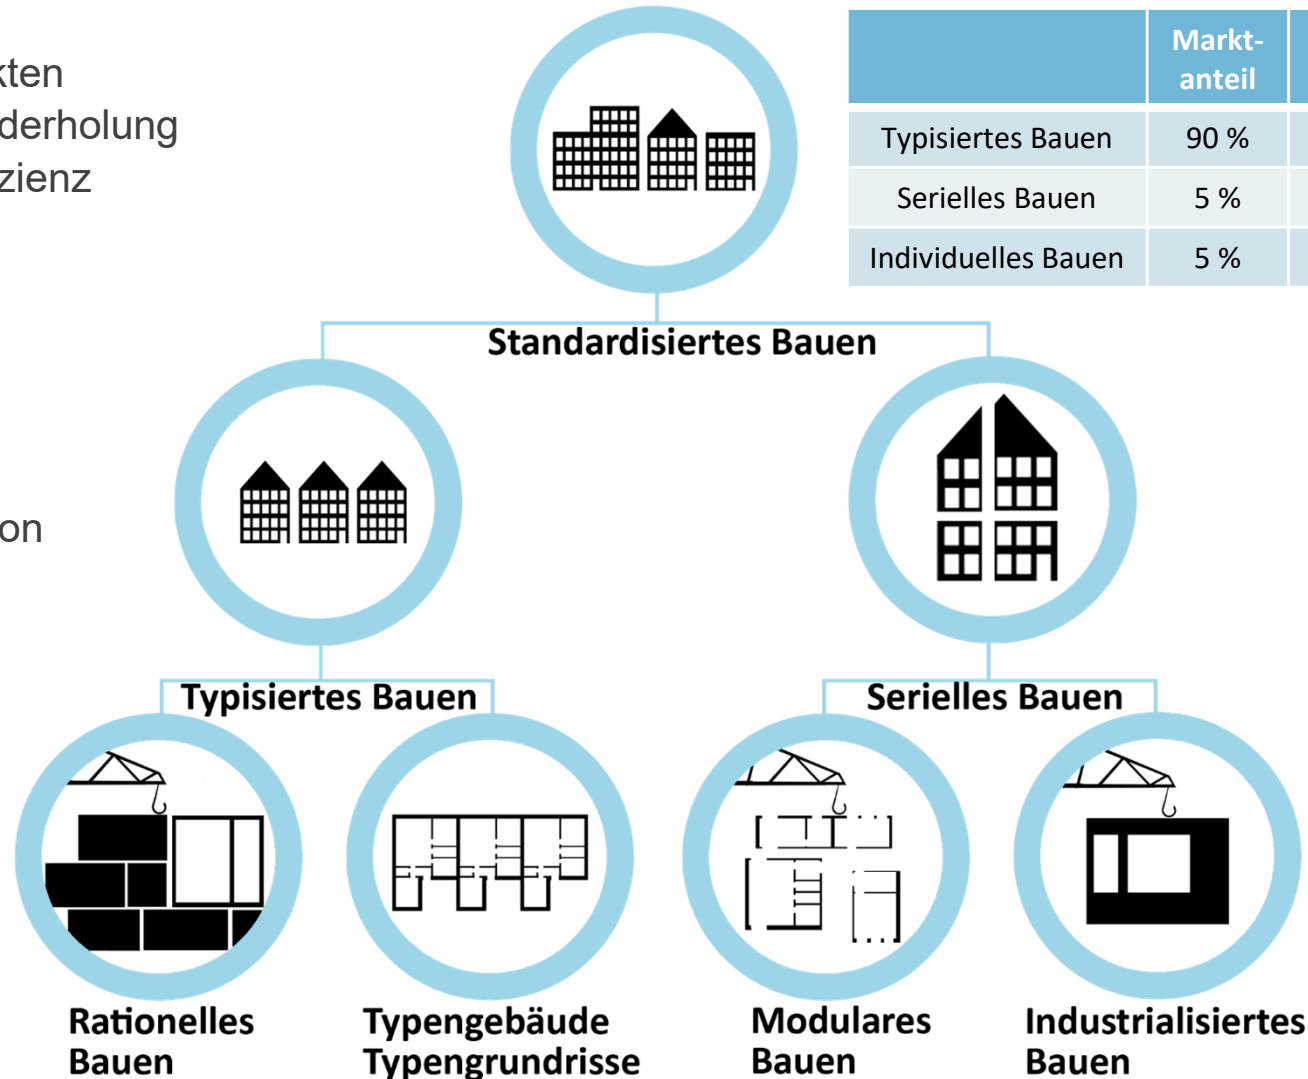 kten
derholung
zienz
on
Markt-
anteil
Typisiertes Bauen 90 %
Serielles Bauen 5 %
Individuelles Bauen 5 %
Standardisiertes Bauen
Typisiertes Bauen
Serielles Bauen
Rationelles
Bauen
Typengebäude
Typengrundrisse
Modulares
Bauen
Industrialisiertes
Bauen